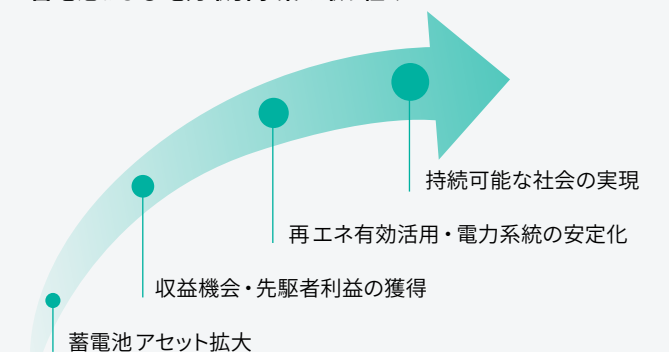 持続可能な社会の実現
再エネ有効活用・電力系統の安定化
収益機会・先駆者利益の獲得
蓄電池アセット拡大